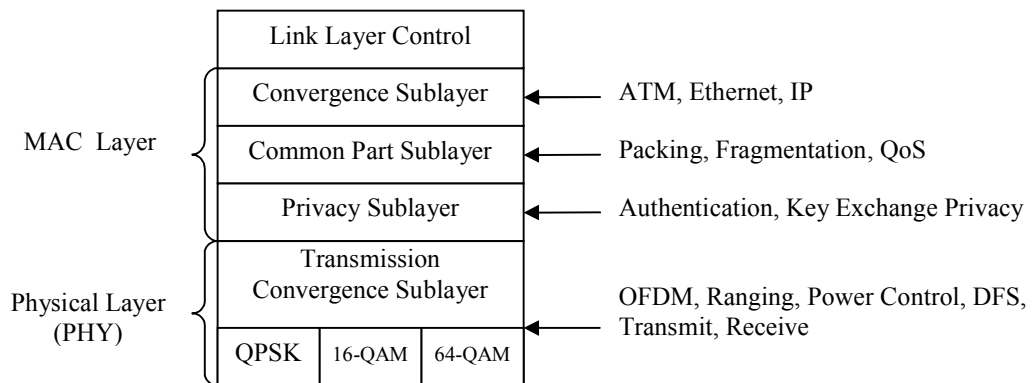 Link Layer Control
Convergence Sublayer
ATM, Ethernet, IP
MAC Layer
Common Part Sublayer
Packing, Fragmentation, QoS
Privacy Sublayer
Authentication, Key Exchange Privacy
Transmission
Convergence Sublayer
Physical Layer
(PHY)
OFDM, Ranging, Power Control, DFS,
Transmit, Receive
QPSK
16-QAM
64-QAM